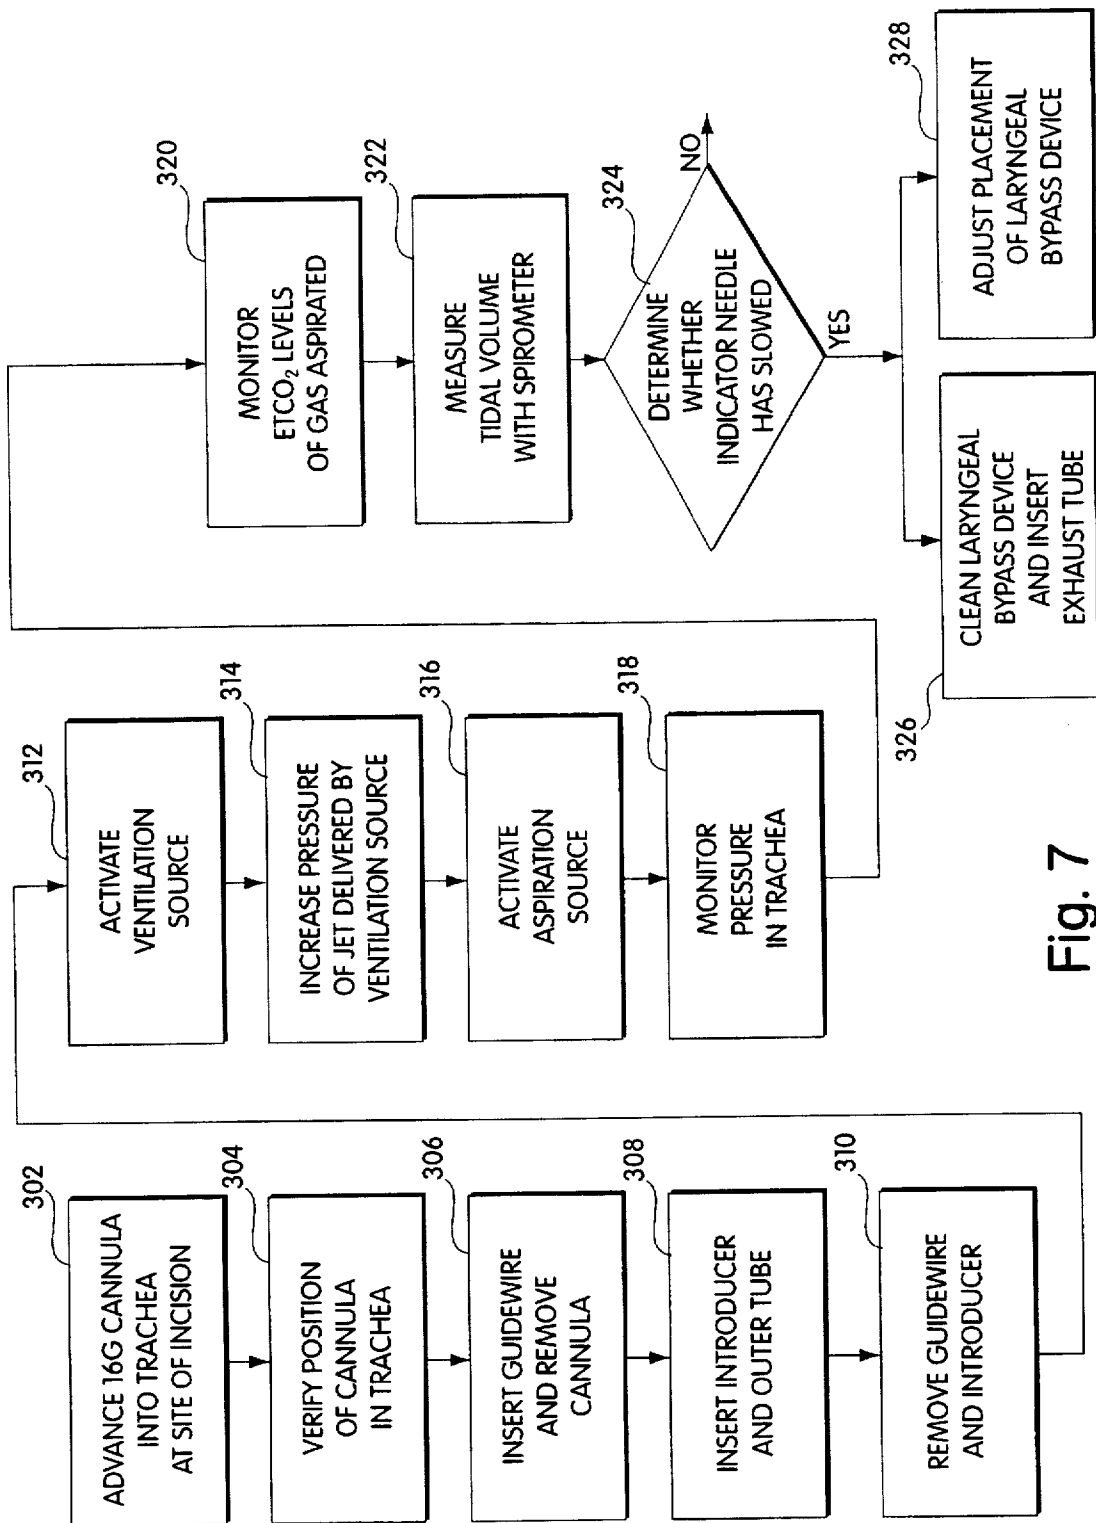 302
ADVANCE 16G CANNULA
INTO TRACHEA
AT SITE OF INCISION
304
VERIFY POSITION
OF CANNULA
IN TRACHEA
306
INSERT GUIDEWIRE
AND REMOVE
CANNULA
308
INSERT INTRODUCER
AND OUTER TUBE
310
REMOVE GUIDEWIRE
AND INTRODUCER
312
ACTIVATE
VENTILATION
SOURCE
314
INCREASE PRESSURE
OF JET DELIVERED BY
VENTILATION SOURCE
316
ACTIVATE
ASPIRATION
SOURCE
318
MONITOR
PRESSURE
IN TRACHEA
320
MONITOR
ETCO₂ LEVELS
OF GAS ASPIRATED
322
MEASURE
TIDAL VOLUME
WITH SPIROMETER
324
DETERMINE
WHETHER
INDICATOR NEEDLE
HAS SLOWED
NO
YES
326
CLEAN LARYNGEAL
BYPASS DEVICE
AND INSERT
EXHAUST TUBE
328
ADJUST PLACEMENT
OF LARYNGEAL
BYPASS DEVICE
Fig. 7